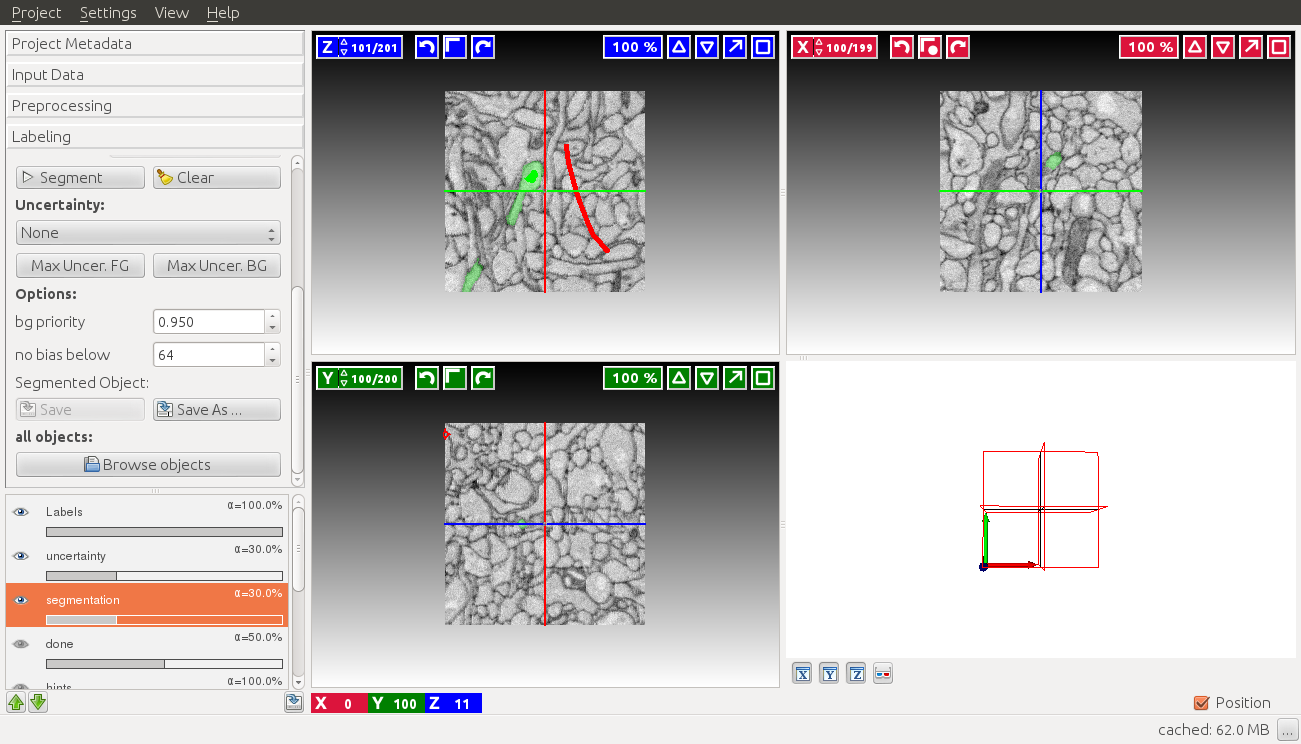 Project Settings View Help
Project Metadata
Input Data
Preprocessing
Labeling
Segment Clear
Uncertainty:
None
Max Uncer. FG Max Uncer. BG
Options:
bg priority 0.950
no bias below 64
Segmented Object:
Save Save As ...
all objects:
Browse objects
Labels α=100.0%
uncertainty α=30.0%
segmentation α=30.0%
done α=50.0%
hints α=100.0%
Z 101/201 100 %
X 100/199 100 %
Y 100/200 100 %
X Y Z
X 0 Y 100 Z 11
Position
cached: 62.0 MB ...